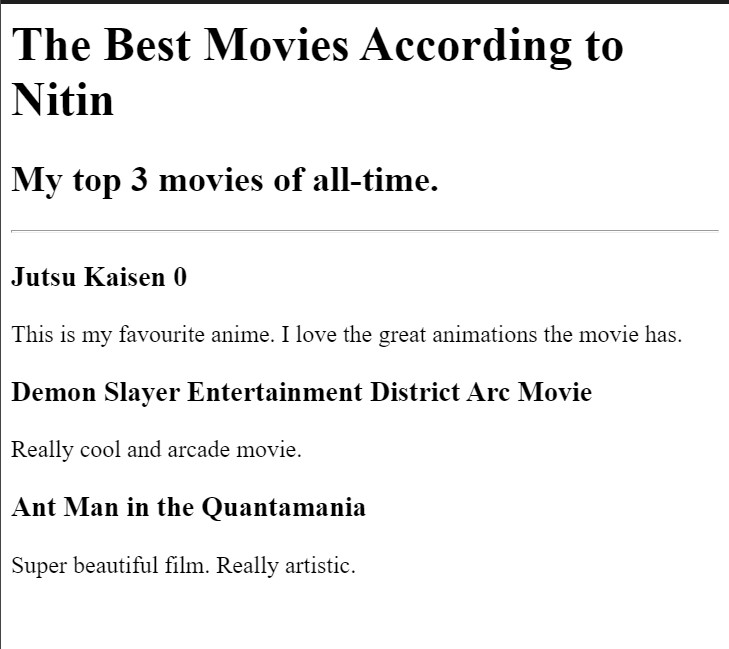 The Best Movies According to
Nitin
My top 3 movies of all-time.
Jutsu Kaisen 0
This is my favourite anime. I love the great animations the movie has.
Demon Slayer Entertainment District Arc Movie
Really cool and arcade movie.
Ant Man in the Quantamania
Super beautiful film. Really artistic.